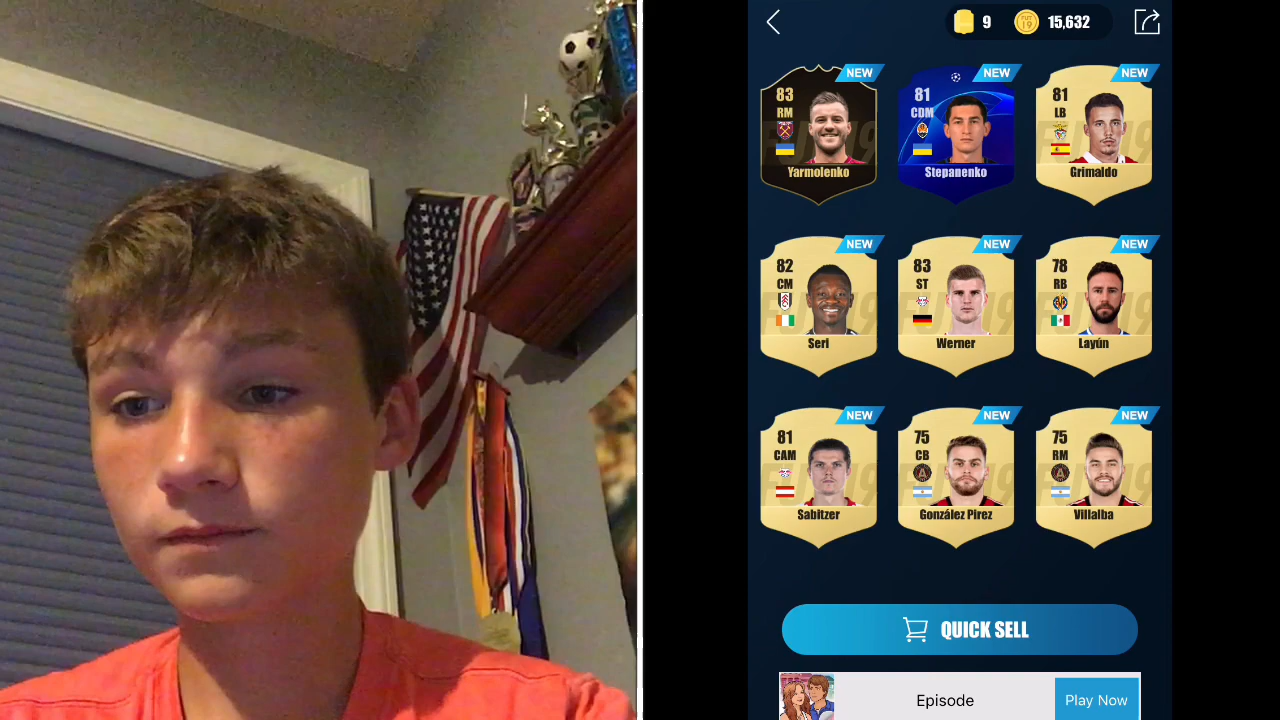 9 15,632
NEW NEW NEW
83 81 81
RM CDM LB
Yarmolenko Stepanenko Grimaldo
NEW NEW NEW
82 83 78
CM ST RB
Seri Werner Layún
NEW NEW NEW
81 75 75
CAM CB RM
Sabitzer González Pirez Villalba
QUICK SELL
Episode Play Now